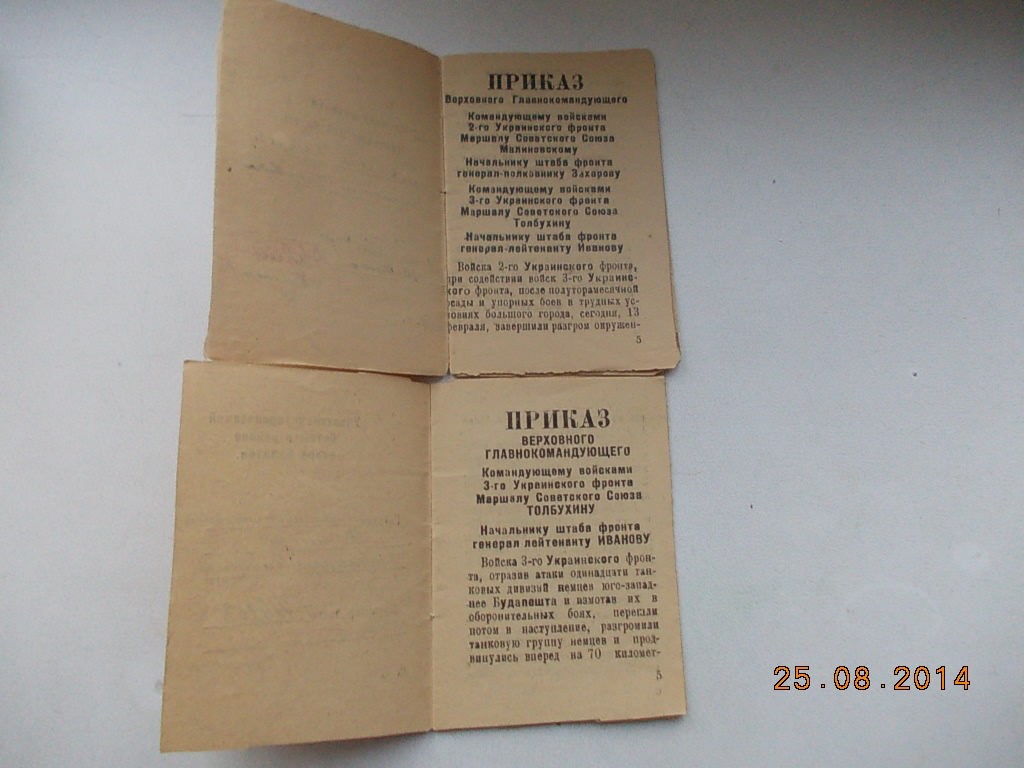 ПРИКАЗ
Верховного Главнокомандующего
Командующему войсками
2-го Украинского фронта
Маршалу Советского Союза
Малиновскому
Начальнику штаба фронта
генерал-полковнику Захарову
Командующему войсками
3-го Украинского фронта
Маршалу Советского Союза
Толбухину
Начальнику штаба фронта
генерал-лейтенанту Иванову
Войска 2-го Украинского фронта,
при содействии войск 3-го Украинс-
кого фронта, после полуторамесячной
осады и упорных боев в трудных ус-
ловиях большого города, сегодня, 13
февраля, завершили разгром окружен-
5
ПРИКАЗ
ВЕРХОВНОГО
ГЛАВНОКОМАНДУЮЩЕГО
Командующему войсками
3-го Украинского фронта
Маршалу Советского Союза
ТОЛБУХИНУ
Начальнику штаба фронта
генерал лейтенанту ИВАНОВУ
Войска 3-го Украинского фрон-
та, отразив атаки одинадцати тан-
ковых дивизий немцев юго-запад-
нее Будапешта и измотав их в
оборонительных боях, перешли
потом в наступление, разгромили
танковую группу немцев и прод-
винулись вперед на 70 километ-
5
25.08.2014